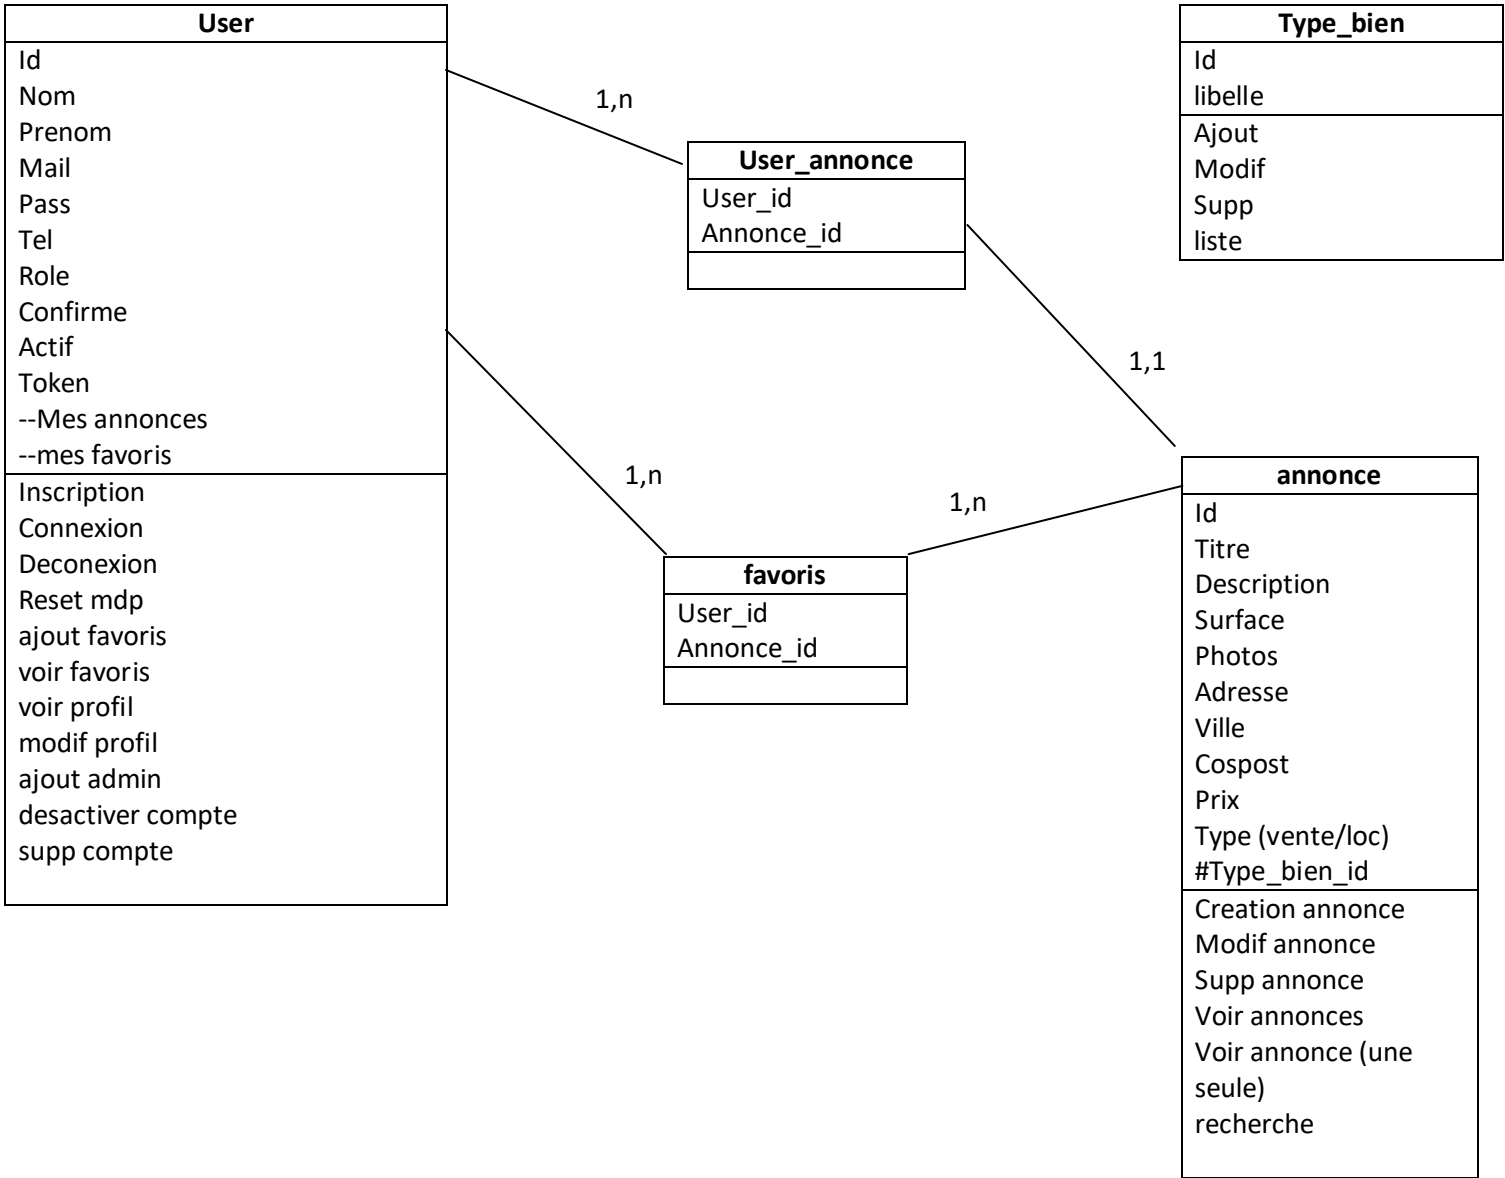 User
Id
Nom
Prenom
Mail
Pass
Tel
Role
Confirme
Actif
Token
--Mes annonces
--mes favoris
Inscription
Connexion
Deconexion
Reset mdp
ajout favoris
voir favoris
voir profil
modif profil
ajout admin
desactiver compte
supp compte
1,n
User_annonce
User_id
Annonce_id
Type_bien
Id
libelle
Ajout
Modif
Supp
liste
1,1
1,n
1,n
favoris
User_id
Annonce_id
annonce
Id
Titre
Description
Surface
Photos
Adresse
Ville
Cospost
Prix
Type (vente/loc)
#Type_bien_id
Creation annonce
Modif annonce
Supp annonce
Voir annonces
Voir annonce (une
seule)
recherche